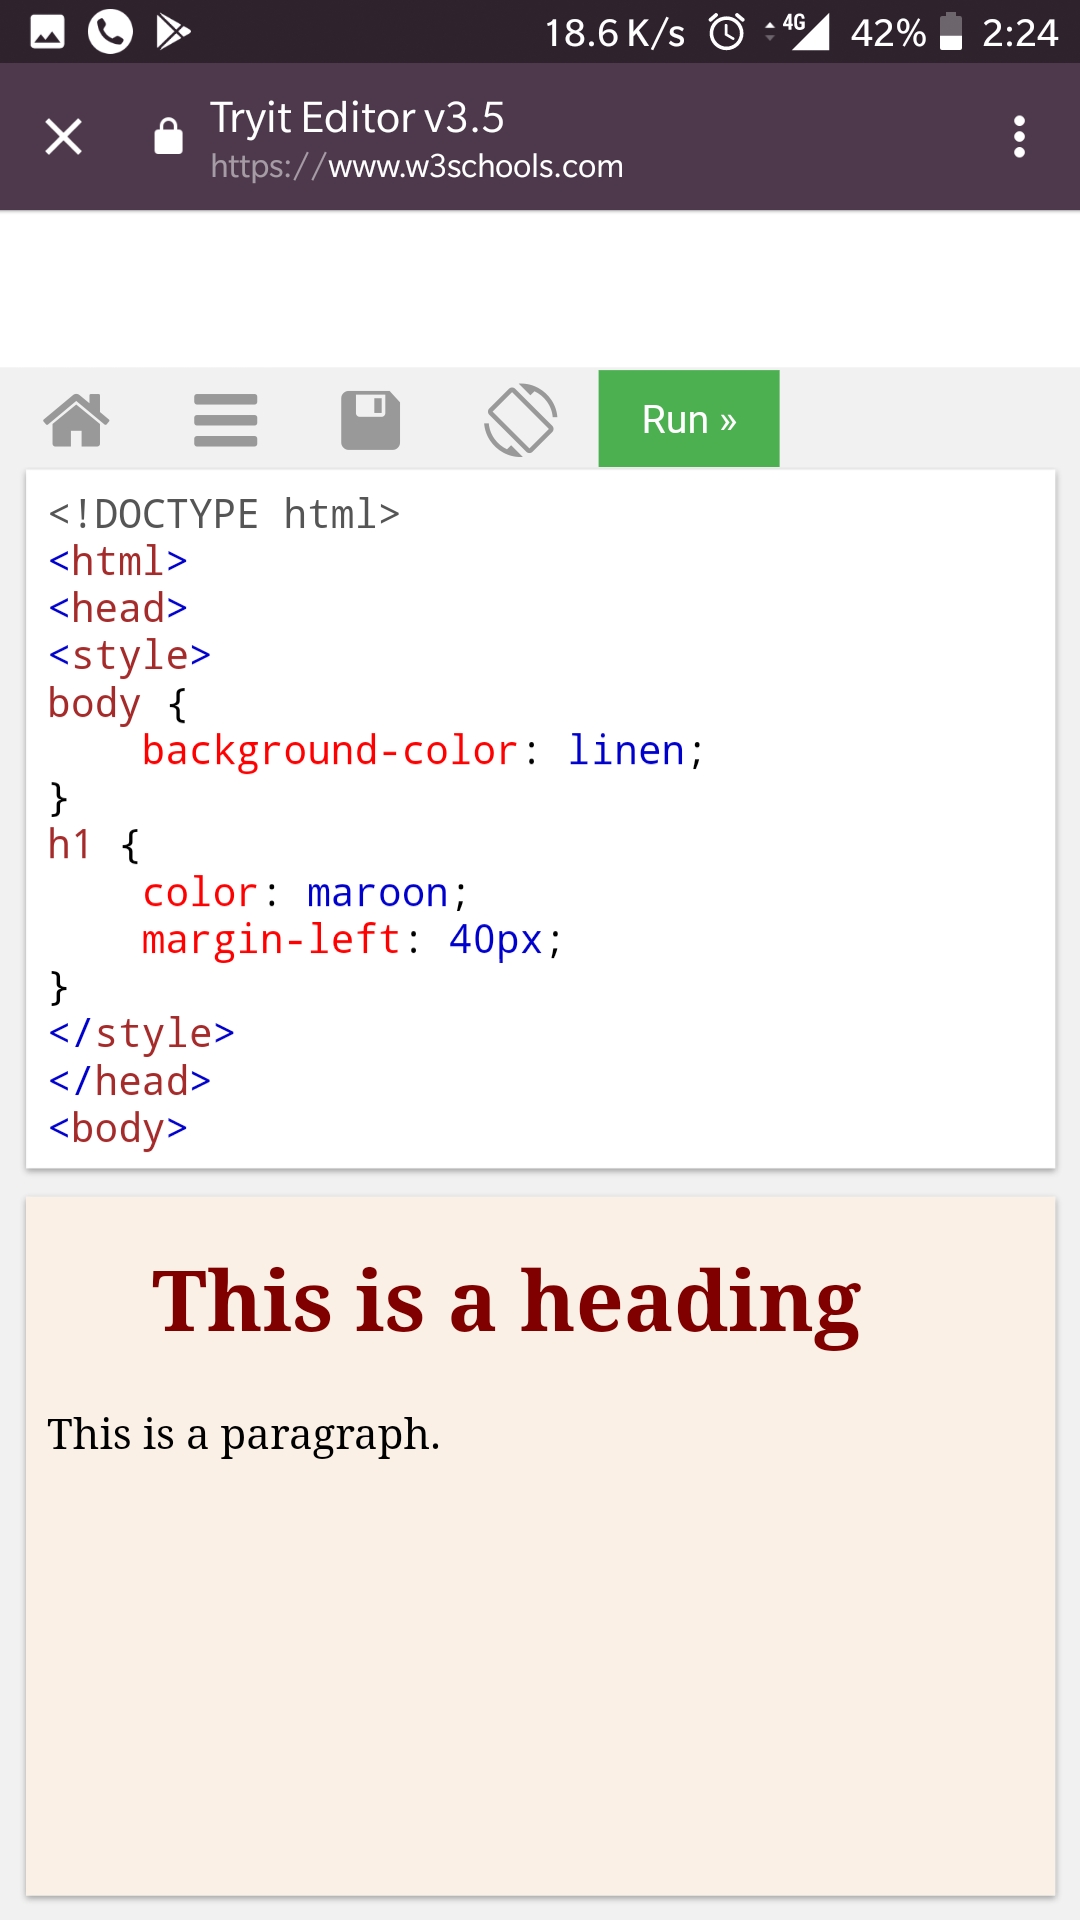 18.6 K/s 4G 42% 2:24
Tryit Editor v3.5
https://www.w3schools.com
Run »
<!DOCTYPE html>
<html>
<head>
<style>
body {
    background-color: linen;
}
h1 {
    color: maroon;
    margin-left: 40px;
}
</style>
</head>
<body>
This is a heading
This is a paragraph.